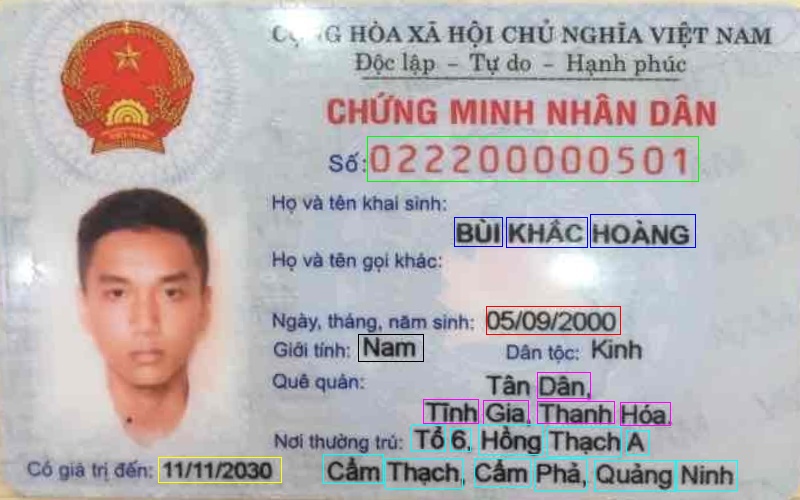 CỘNG HÒA XÃ HỘI CHỦ NGHĨA VIỆT NAM
Độc lập - Tự do - Hạnh phúc
CHỨNG MINH NHÂN DÂN
Số: 022200000501
Họ và tên khai sinh:
BÙI KHẮC HOÀNG
Họ và tên gọi khác:
Ngày, tháng, năm sinh: 05/09/2000
Giới tính: Nam Dân tộc: Kinh
Quê quán: Tân Dân,
Tĩnh Gia, Thanh Hóa,
Nơi thường trú: Tổ 6, Hồng Thạch A
Có giá trị đến: 11/11/2030 Cẩm Thạch, Cẩm Phả, Quảng Ninh